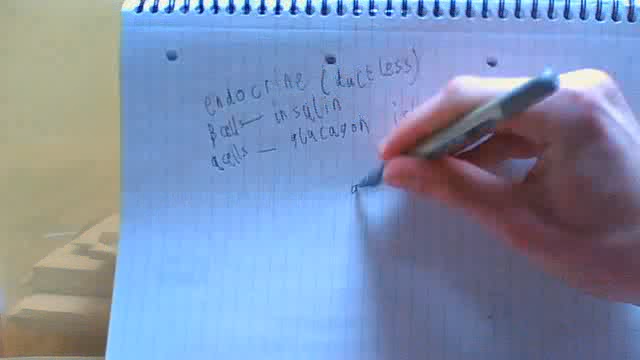 endocrine (ductless)
β cells — insulin
α cells — glucagon